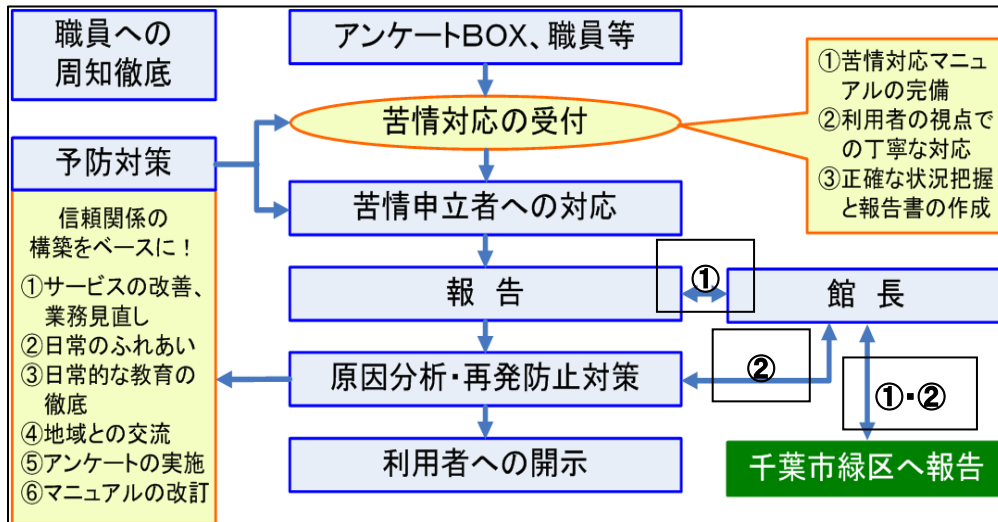 職員への
周知徹底
アンケートBOX、職員等
苦情対応の受付
①苦情対応マニュ
アルの完備
②利用者の視点で
の丁寧な対応
③正確な状況把握
と報告書の作成
予防対策
信頼関係の
構築をベースに！
①サービスの改善、
業務見直し
②日常のふれあい
③日常的な教育の
徹底
④地域との交流
⑤アンケートの実施
⑥マニュアルの改訂
苦情申立者への対応
報 告
①
館 長
原因分析・再発防止対策
②
①・②
利用者への開示
千葉市緑区へ報告